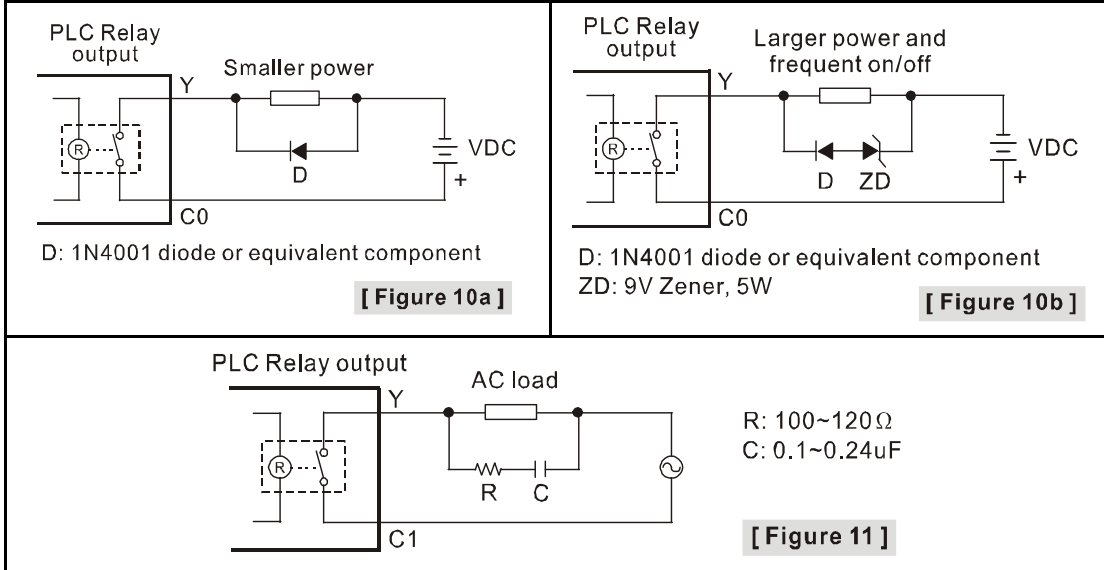 PLC Relay
output
Smaller power
Y
R
D
VDC
+
C0
D: 1N4001 diode or equivalent component
[ Figure 10a ]
PLC Relay
output
Larger power and
frequent on/off
Y
R
D ZD
VDC
+
C0
D: 1N4001 diode or equivalent component
ZD: 9V Zener, 5W
[ Figure 10b ]
PLC Relay output
AC load
Y
R
R C
C1
R: 100~120Ω
C: 0.1~0.24uF
[ Figure 11 ]